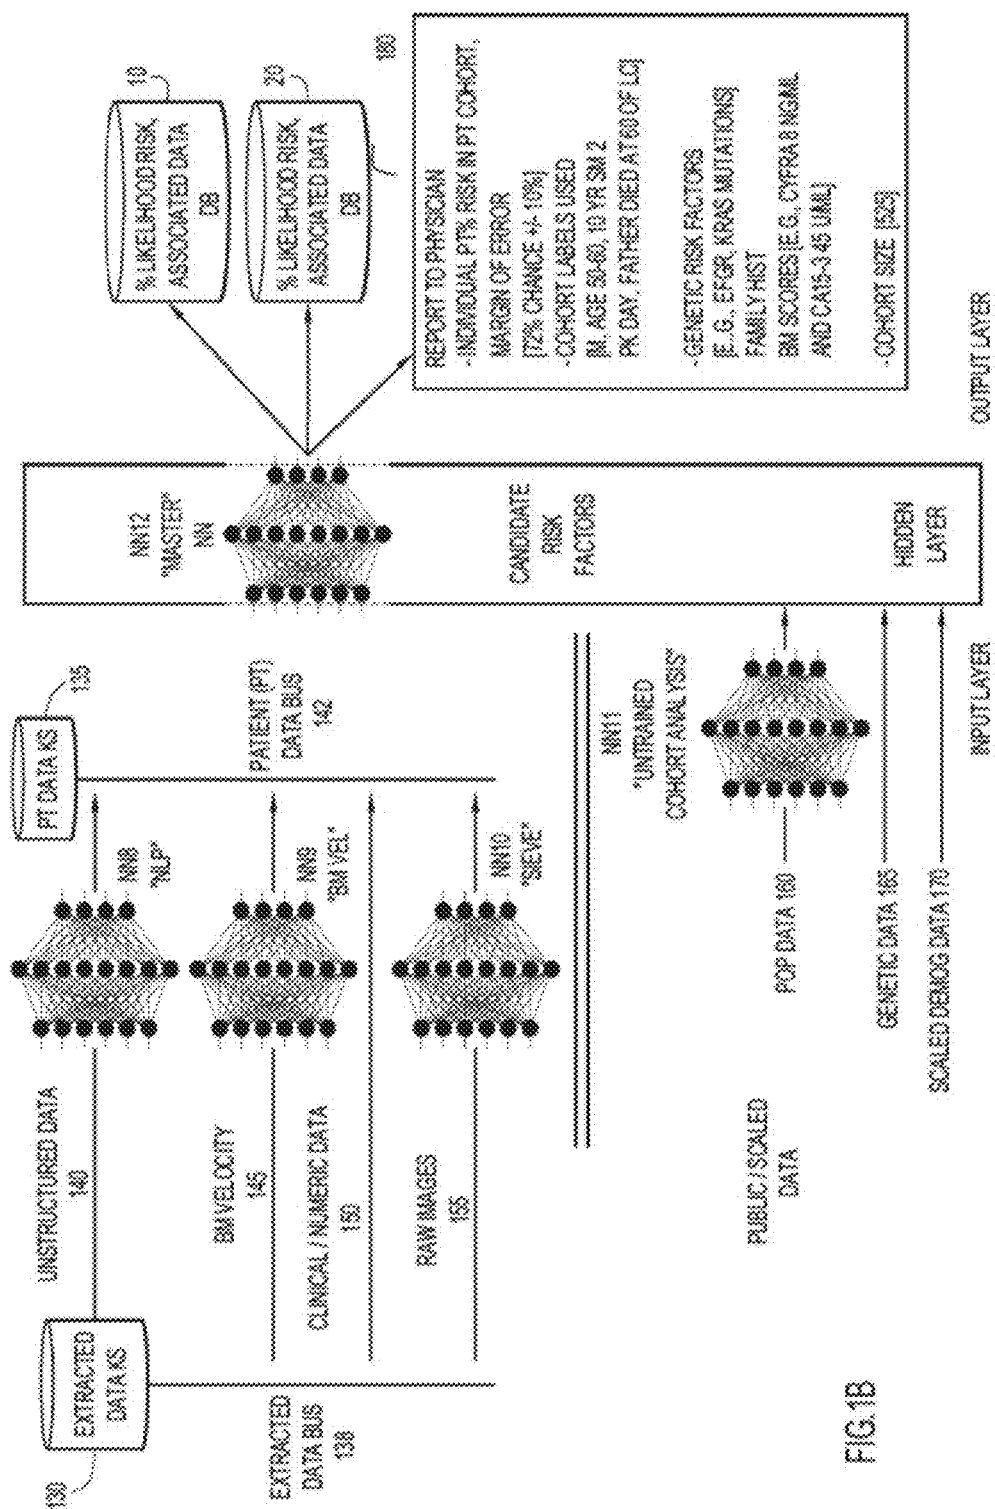 130
EXTRACTED
DATA KS
EXTRACTED
DATA BUS
138
UNSTRUCTURED DATA
140
BM VELOCITY
145
CLINICAL / NUMERIC DATA
150
RAW IMAGES
155
NN8
"NLP"
NN9
"BM VEL"
NN10
"SIEVE"
PT DATA KS
135
PATIENT (PT)
DATA BUS
142
PUBLIC / SCALED
DATA
POP DATA 160
GENETIC DATA 165
SCALED DEMOG DATA 170
NN11
"UNTRAINED
COHORT ANALYSIS"
INPUT LAYER
NN12
"MASTER"
NN
CANDIDATE
RISK
FACTORS
HIDDEN
LAYER
% LIKELIHOOD RISK,
ASSOCIATED DATA
DB
10
% LIKELIHOOD RISK,
ASSOCIATED DATA
DB
20
180
REPORT TO PHYSICIAN
- INDIVIDUAL PT% RISK IN PT COHORT,
MARGIN OF ERROR
[72% CHANCE +/- 10%]
- COHORT LABELS USED
[M, AGE 50-60, 10 YR SM 2
PK DAY, FATHER DIED AT 60 OF LC]
- GENETIC RISK FACTORS
[E.G., EFGR, KRAS MUTATIONS]
FAMILY HIST
BM SCORES [E.G., CYFRA 8 NGML
AND CA15-3 45 UML]
- COHORT SIZE [525]
OUTPUT LAYER
FIG.1B